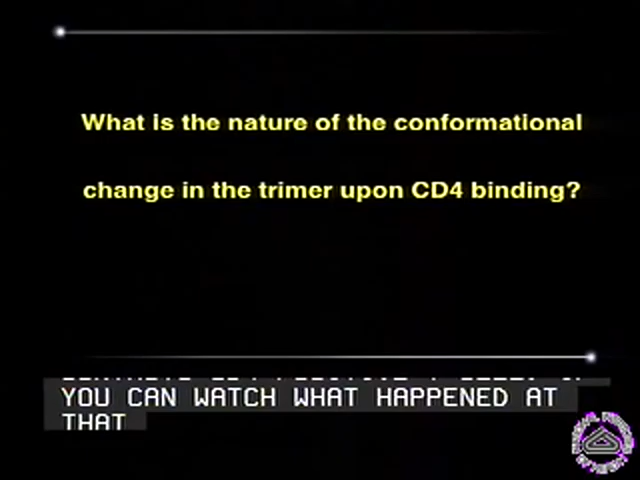 What is the nature of the conformational
change in the trimer upon CD4 binding?
YOU CAN WATCH WHAT HAPPENED AT
THAT